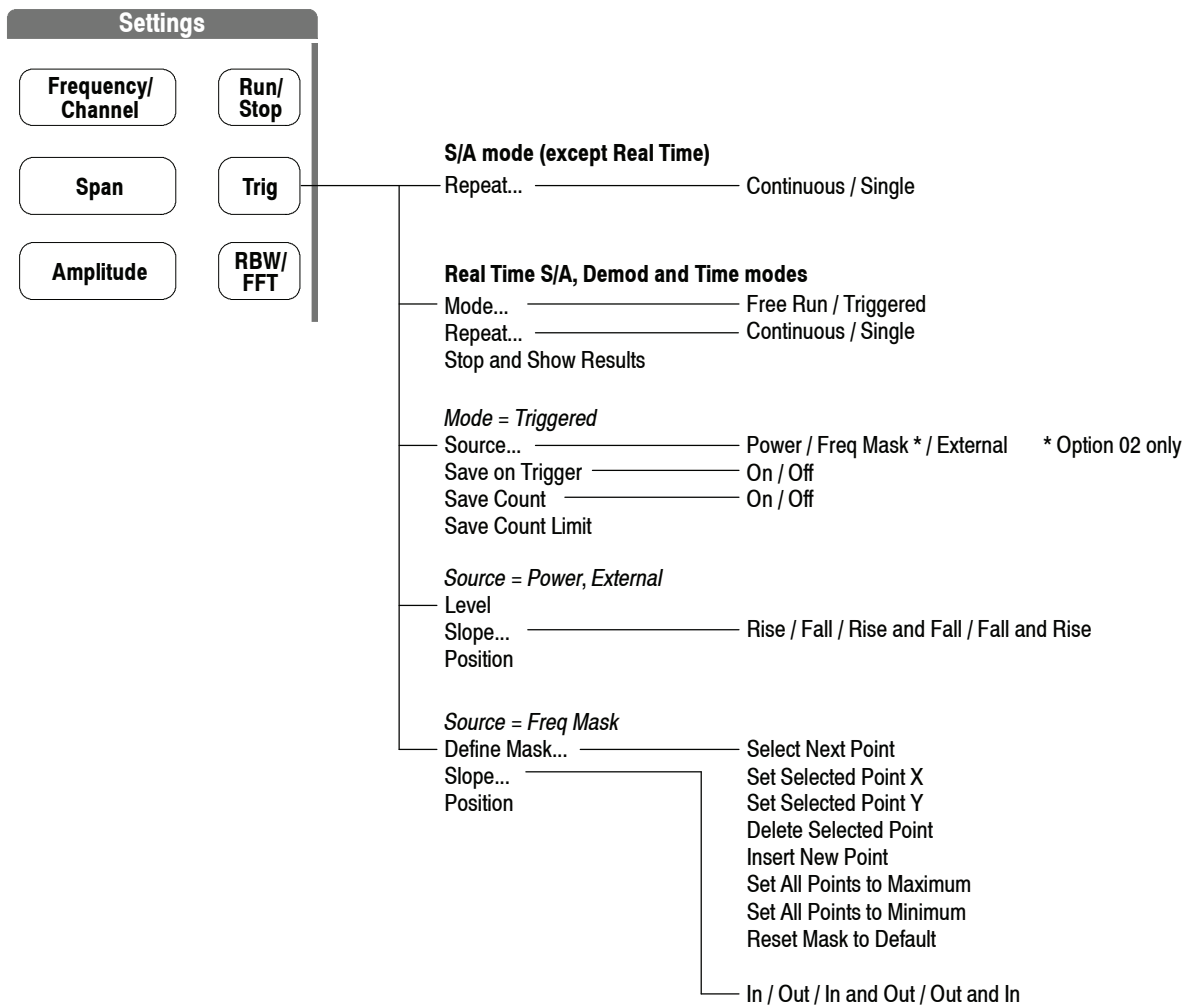 Settings
Frequency/
Channel
Run/
Stop
Span
Trig
Amplitude
RBW/
FFT
S/A mode (except Real Time)
Repeat... Continuous / Single
Real Time S/A, Demod and Time modes
Mode... Free Run / Triggered
Repeat... Continuous / Single
Stop and Show Results
Mode = Triggered
Source... Power / Freq Mask * / External * Option 02 only
Save on Trigger On / Off
Save Count On / Off
Save Count Limit
Source = Power, External
Level
Slope... Rise / Fall / Rise and Fall / Fall and Rise
Position
Source = Freq Mask
Define Mask... Select Next Point
Slope... Set Selected Point X
Position Set Selected Point Y
Delete Selected Point
Insert New Point
Set All Points to Maximum
Set All Points to Minimum
Reset Mask to Default
In / Out / In and Out / Out and In